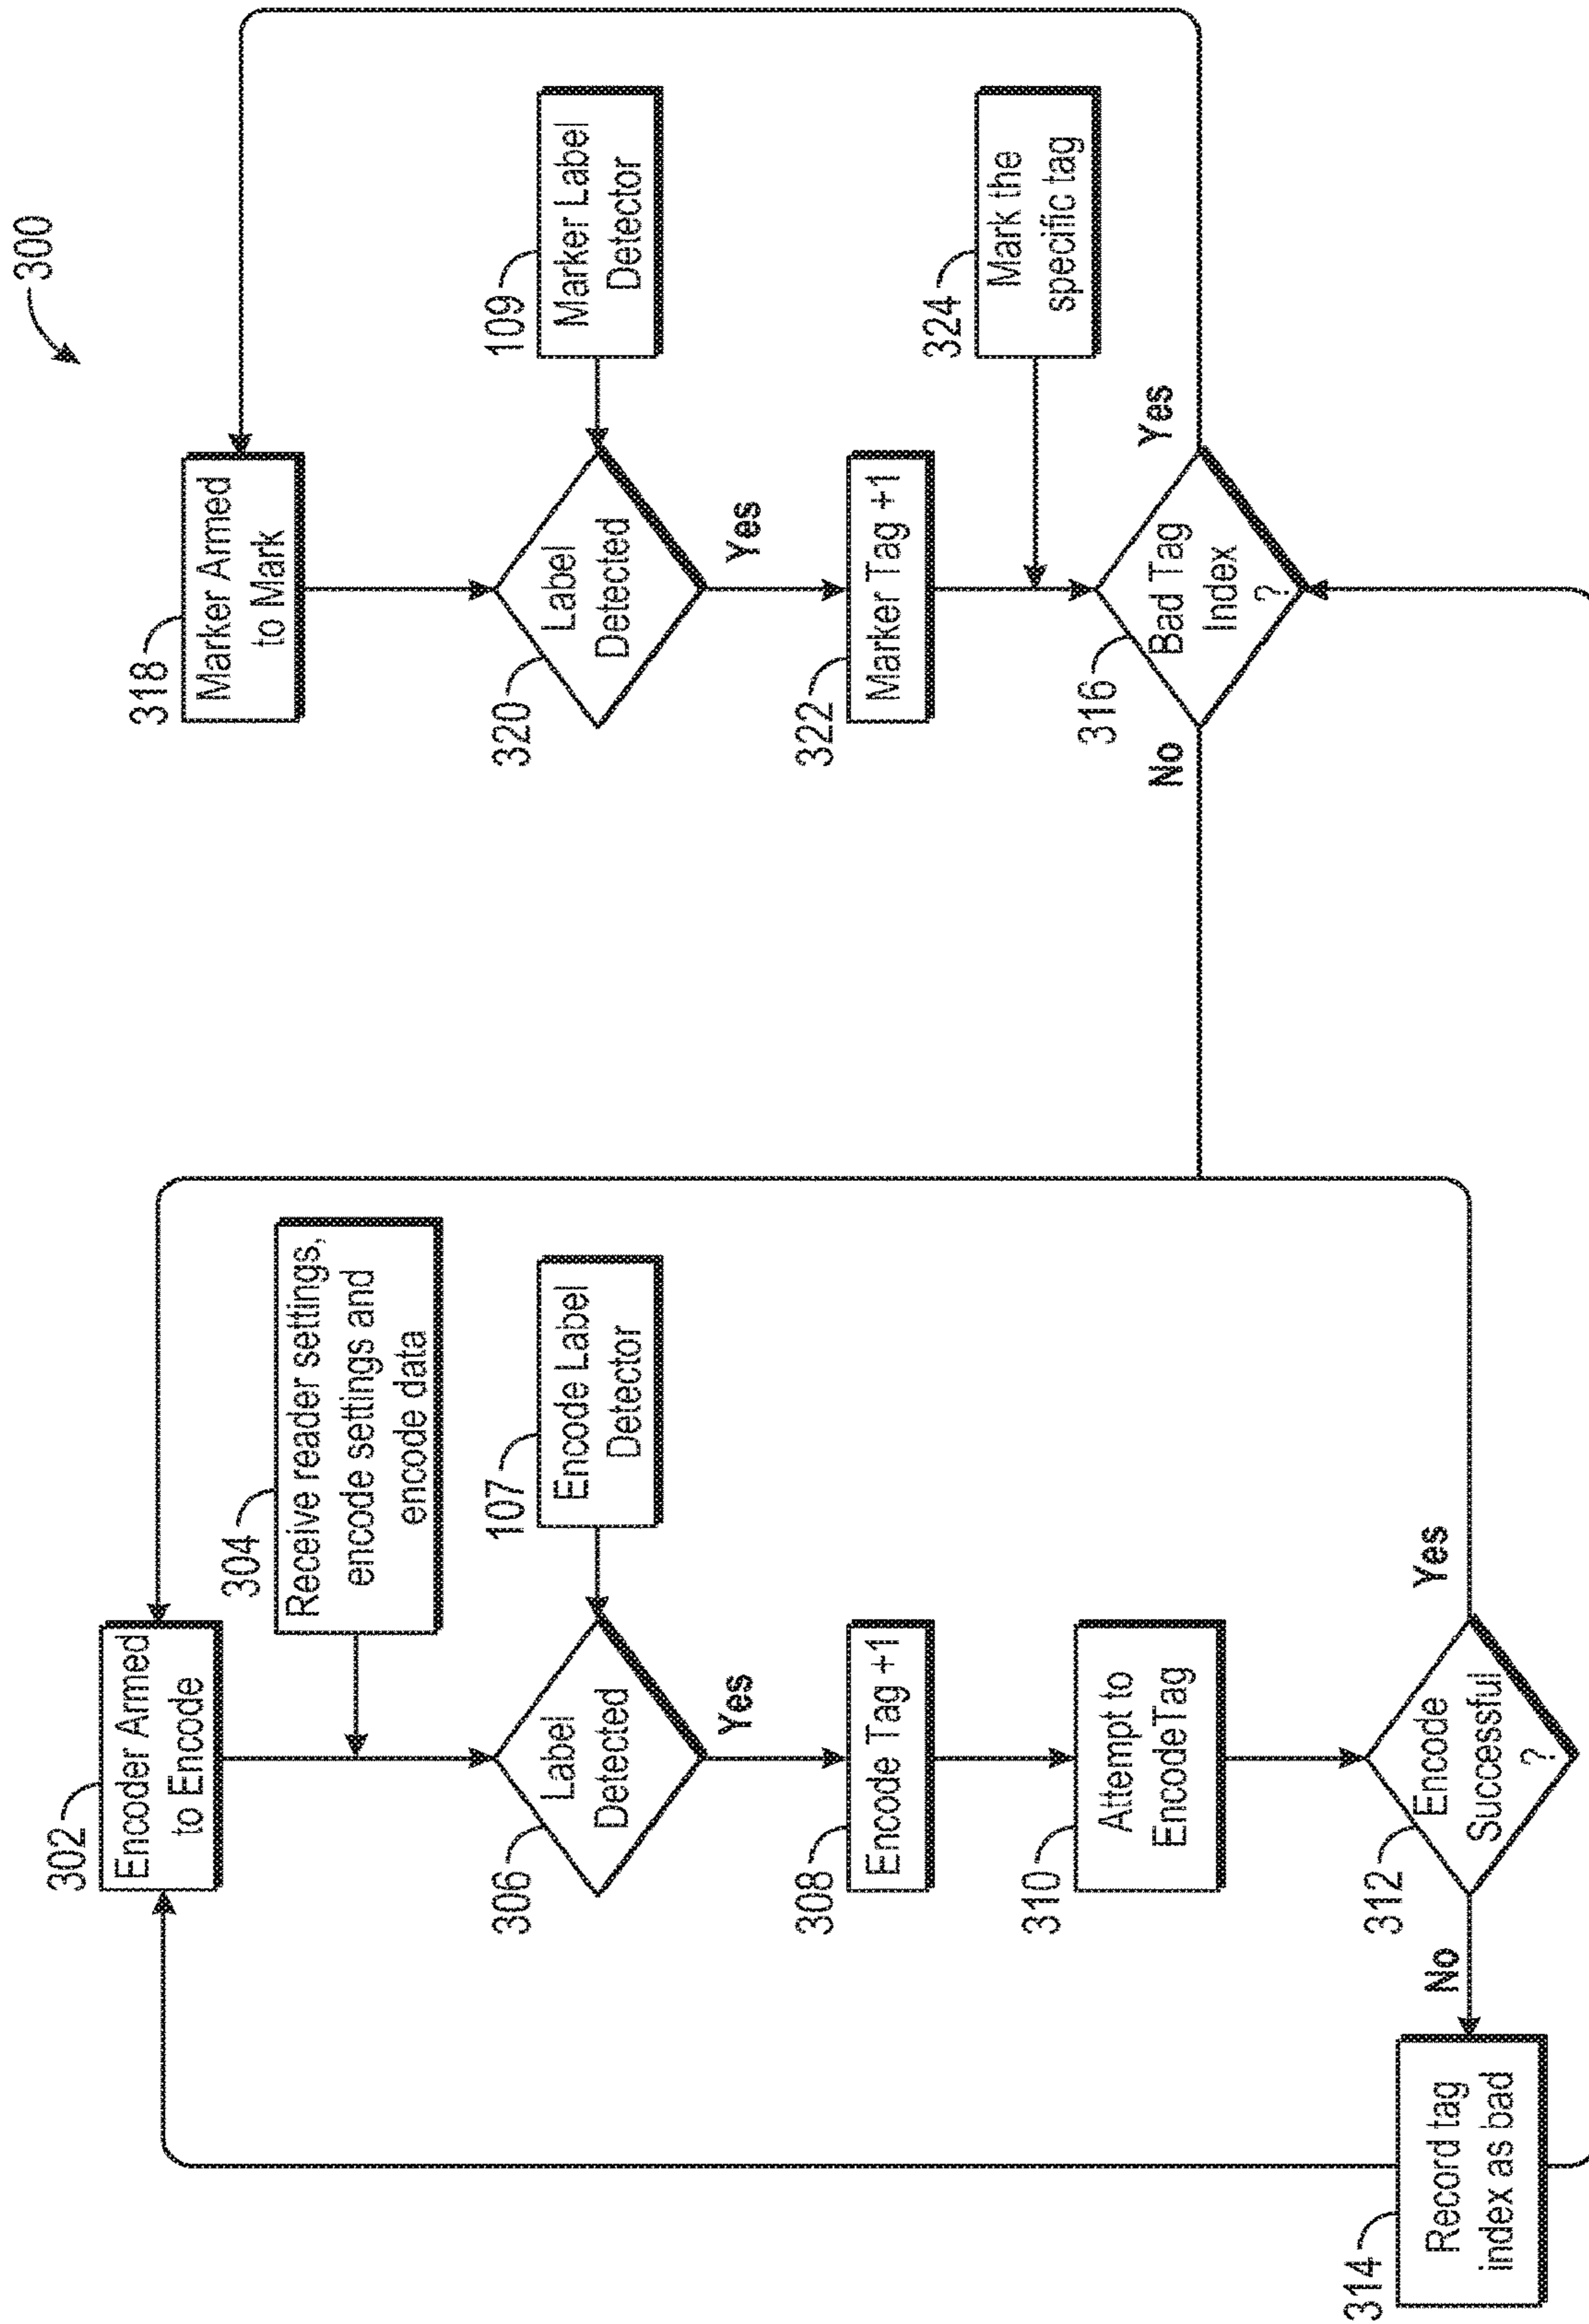 300
302
Encoder Armed
to Encode
304
Receive reader settings,
encode settings and
encode data
306
Label
Detected
107
Encode Label
Detector
Yes
308
Encode Tag +1
310
Attempt to
EncodeTag
312
Encode
Successful
?
Yes
No
314
Record tag
index as bad
318
Marker Armed
to Mark
320
Label
Detected
109
Marker Label
Detector
Yes
322
Marker Tag +1
324
Mark the
specific tag
316
Bad Tag
Index
?
No
Yes